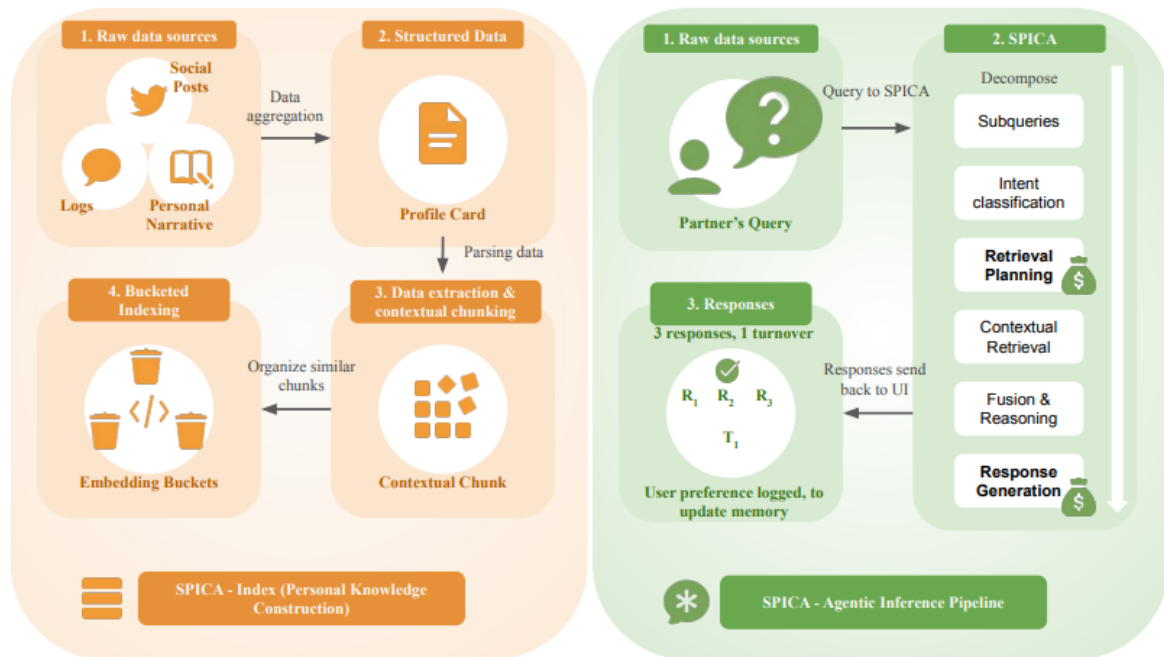 1. Raw data sources
Social
Posts
Logs
Personal
Narrative
Data
aggregation
2. Structured Data
Profile Card
Parsing data
3. Data extraction &
contextual chunking
Contextual Chunk
Organize similar
chunks
4. Bucketed
Indexing
</>
Embedding Buckets
SPICA - Index (Personal Knowledge
Construction)
1. Raw data sources
?
Partner's Query
Query to SPICA
2. SPICA
Decompose
Subqueries
Intent
classification
Retrieval
Planning
$
Contextual
Retrieval
Fusion &
Reasoning
Response
Generation
$
Responses send
back to UI
3. Responses
3 responses, 1 turnover
R1 R2 R3
T1
User preference logged, to
update memory
SPICA - Agentic Inference Pipeline